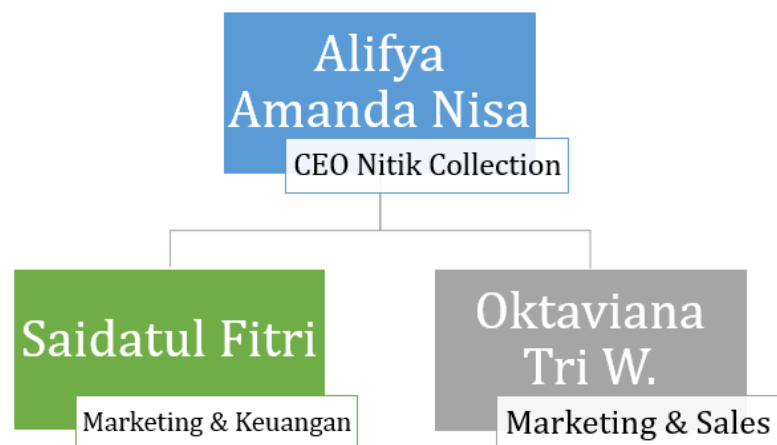 Alifya
Amanda Nisa
CEO Nitik Collection
Saidatul Fitri
Marketing & Keuangan
Oktaviana
Tri W.
Marketing & Sales